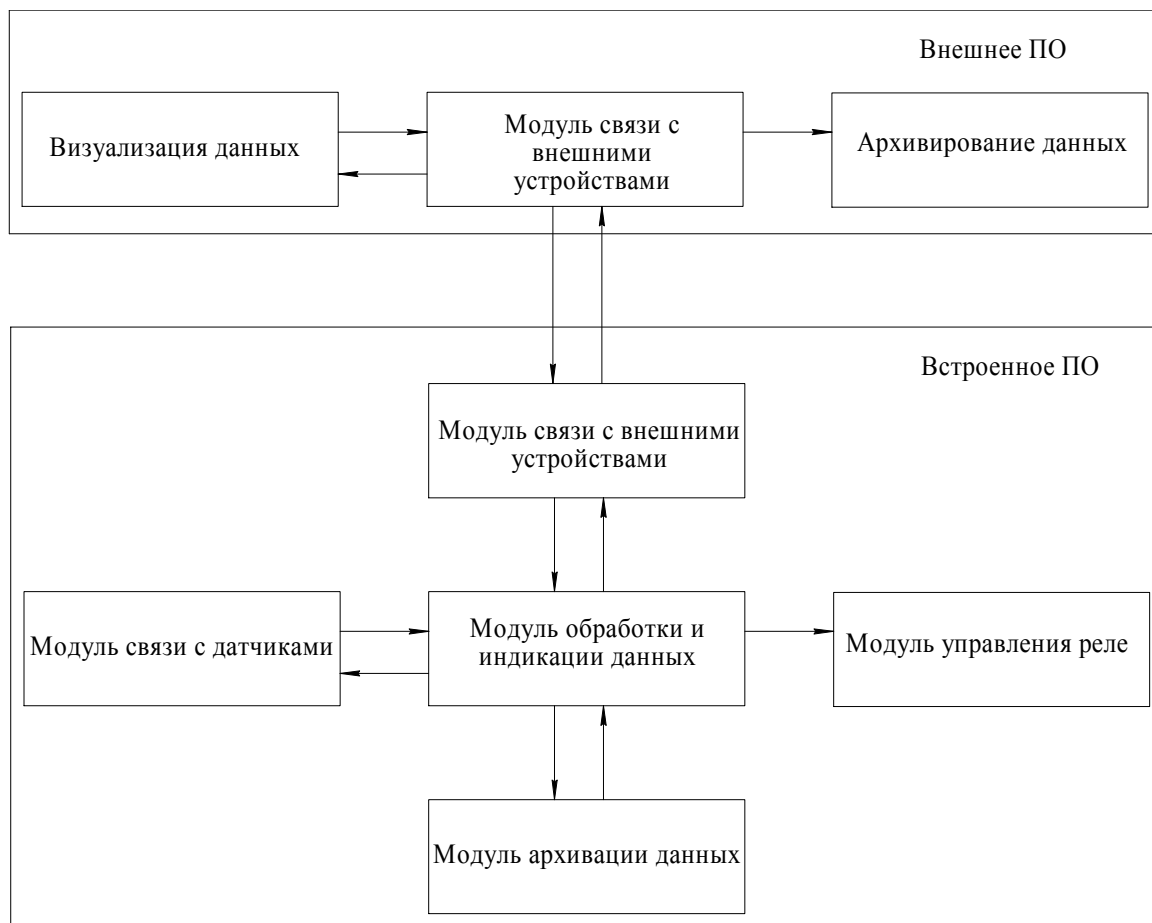 Внешнее ПО
Визуализация данных
Модуль связи с
внешними
устройствами
Архивирование данных
Встроенное ПО
Модуль связи с внешними
устройствами
Модуль связи с датчиками
Модуль обработки и
индикации данных
Модуль управления реле
Модуль архивации данных